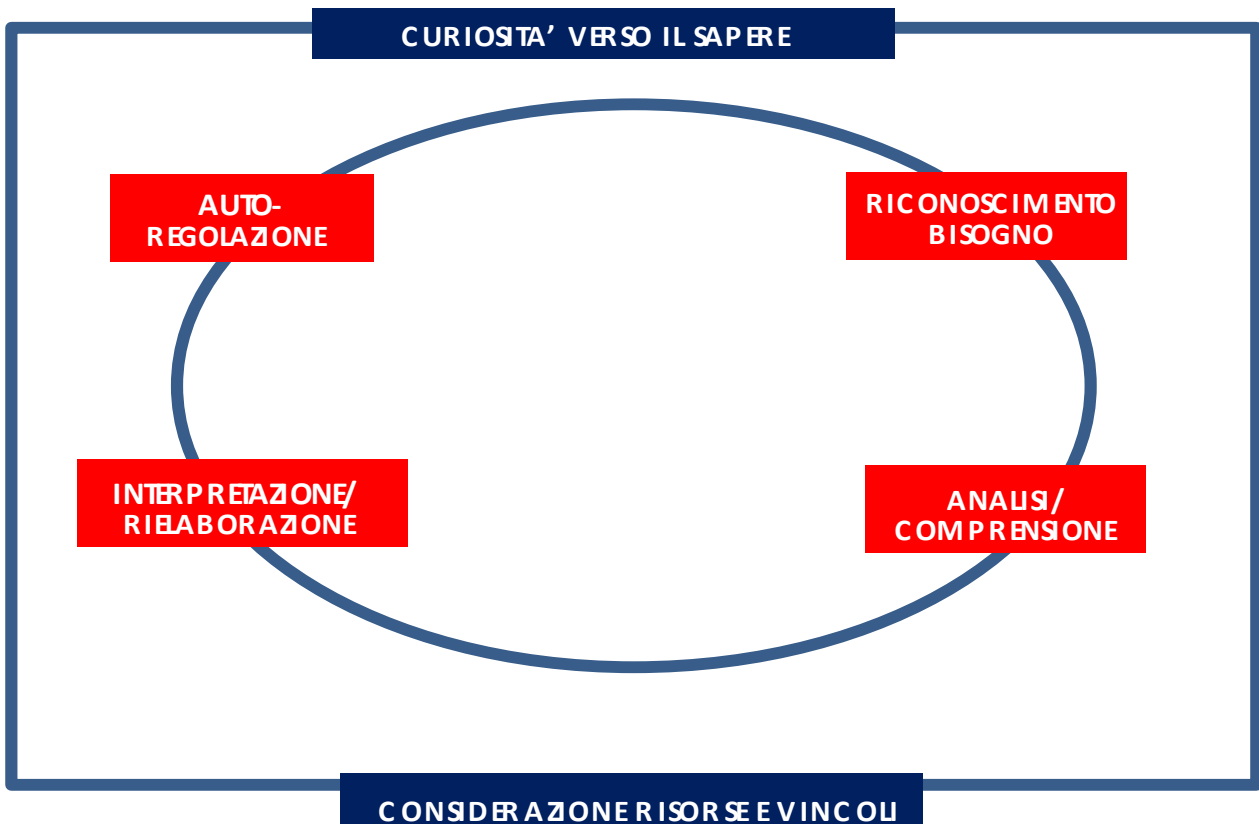 CURIOSITA’ VERSO IL SAPERE
AUTO-
REGOLAZIONE
RICONOSCIMENTO
BISOGNO
INTERPRETAZIONE/
RIELABORAZIONE
ANALISI/
COMPRENSIONE
CONSIDERAZIONE RISORSE E VINCOLI